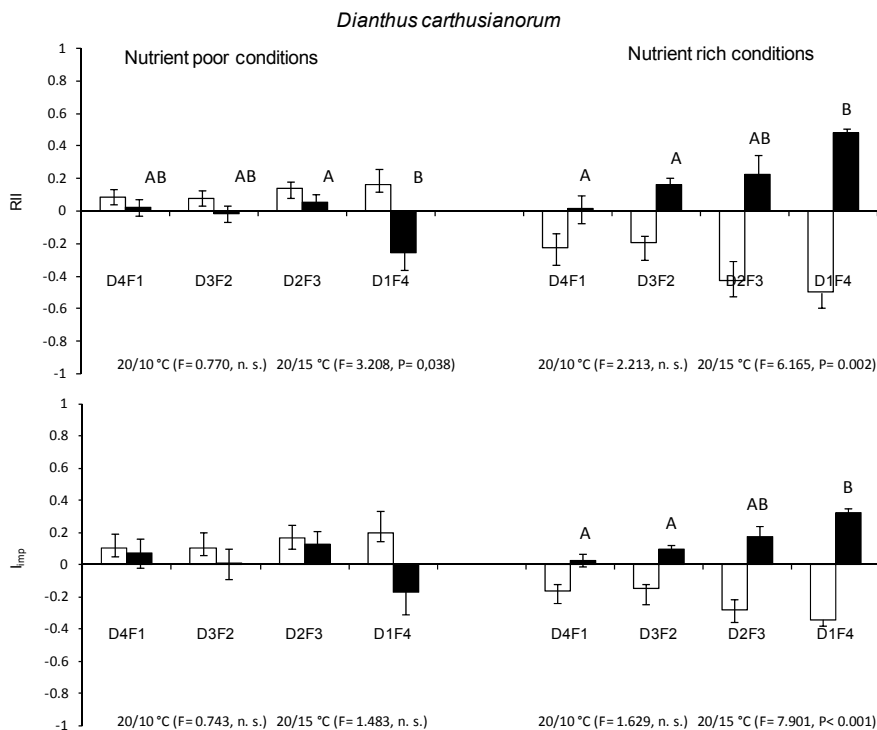 Dianthus carthusianorum
Nutrient poor conditions
Nutrient rich conditions
RII
1
0.8
0.6
0.4
0.2
0
-0.2
-0.4
-0.6
-0.8
-1
AB AB A B
A A AB B
D4F1 D3F2 D2F3 D1F4
D4F1 D3F2 D2F3 D1F4
20/10 °C (F= 0.770, n. s.) 20/15 °C (F= 3.208, P= 0,038)
20/10 °C (F= 2.213, n. s.) 20/15 °C (F= 6.165, P= 0.002)
Iimp
1
0.8
0.6
0.4
0.2
0
-0.2
-0.4
-0.6
-0.8
-1
A A AB B
D4F1 D3F2 D2F3 D1F4
D4F1 D3F2 D2F3 D1F4
20/10 °C (F= 0.743, n. s.) 20/15 °C (F= 1.483, n. s.)
20/10 °C (F= 1.629, n. s.) 20/15 °C (F= 7.901, P< 0.001)